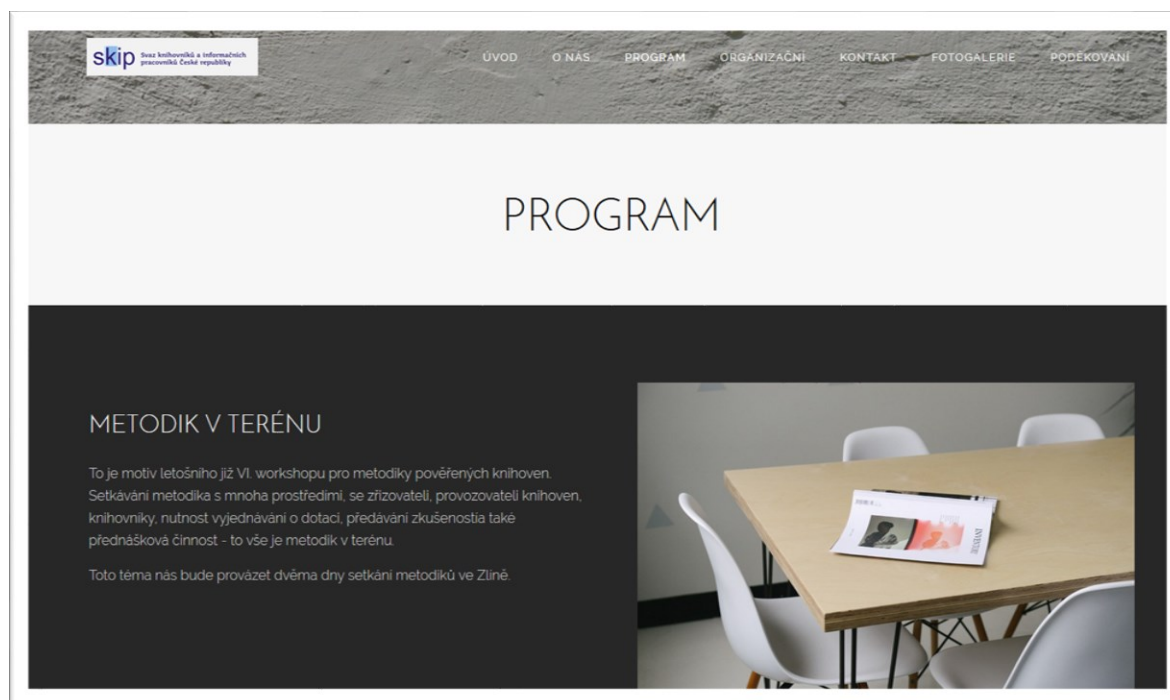 skip Svaz knihovníků a informačních
pracovníků České republiky
ÚVOD O NÁS PROGRAM ORGANIZAČNÍ KONTAKT FOTOGALERIE PODĚKOVANÍ
PROGRAM
METODIK V TERÉNU
To je motiv letošního již VI. workshopu pro metodiky pověřených knihoven.
Setkávání metodika s mnoha prostředími, se zřizovateli, provozovateli knihoven,
knihovníky, nutnost vyjednávání o dotaci, předávání zkušenostía také
přednášková činnost - to vše je metodik v terénu.
Toto téma nás bude provázet dvěma dny setkání metodiků ve Zlíně.